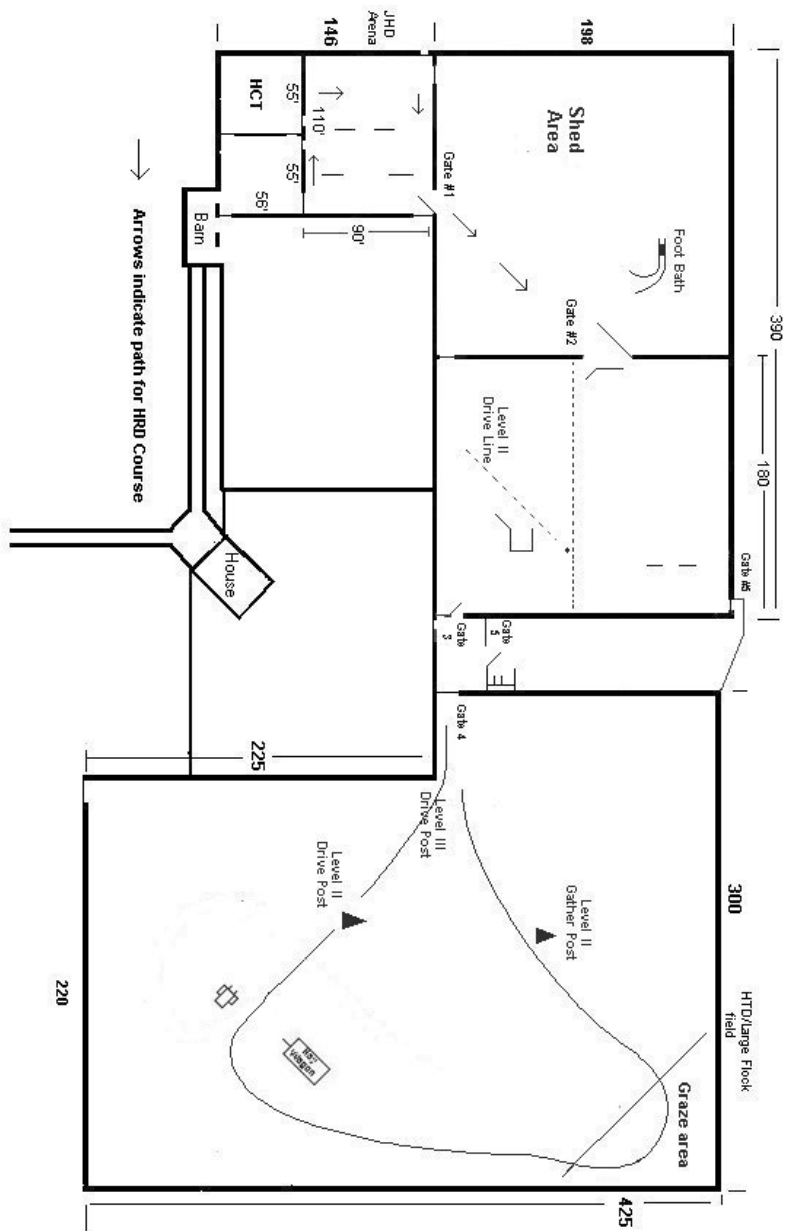 JHD
Arena
146
198
HCT
55'
110'
55'
56'
90'
Shed
Area
Gate #1
Foot Bath
Gate #2
390
180
Barn
Arrows indicate path for HRD Course
Level II
Drive Line
House
Gate #5
Gate
3
Gate
5
Gate 4
225
Level III
Drive Post
Level II
Drive Post
Level II
Gather Post
300
HTD/Large Flock
field
Graze area
Hay
Wagon
220
425